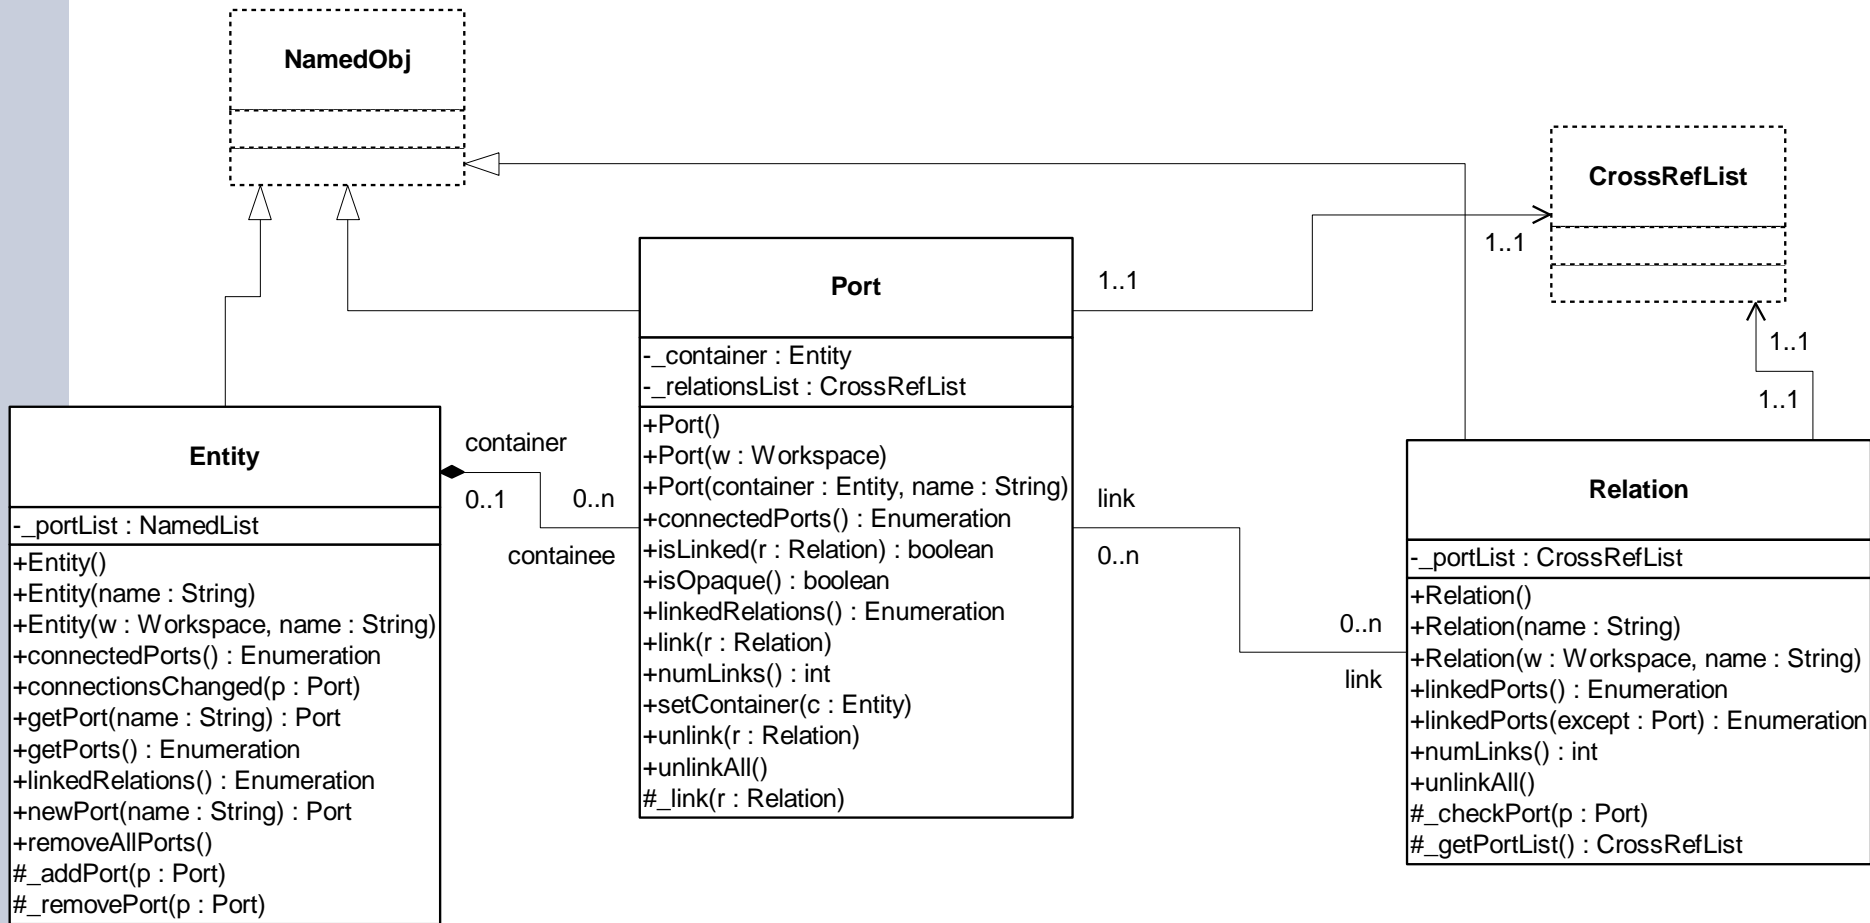 NamedObj
CrossRefList
1..1
1..1
1..1
1..1
Port
-_container : Entity
-_relationsList : CrossRefList
+Port()
+Port(w : Workspace)
+Port(container : Entity, name : String)
+connectedPorts() : Enumeration
+isLinked(r : Relation) : boolean
+isOpaque() : boolean
+linkedRelations() : Enumeration
+link(r : Relation)
+numLinks() : int
+setContainer(c : Entity)
+unlink(r : Relation)
+unlinkAll()
#_link(r : Relation)
Entity
-_portList : NamedList
+Entity()
+Entity(name : String)
+Entity(w : Workspace, name : String)
+connectedPorts() : Enumeration
+connectionsChanged(p : Port)
+getPort(name : String) : Port
+getPorts() : Enumeration
+linkedRelations() : Enumeration
+newPort(name : String) : Port
+removeAllPorts()
#_addPort(p : Port)
#_removePort(p : Port)
container
0..1
0..n
containee
link
0..n
0..n
link
Relation
-_portList : CrossRefList
+Relation()
+Relation(name : String)
+Relation(w : Workspace, name : String)
+linkedPorts() : Enumeration
+linkedPorts(except : Port) : Enumeration
+numLinks() : int
+unlinkAll()
#_checkPort(p : Port)
#_getPortList() : CrossRefList